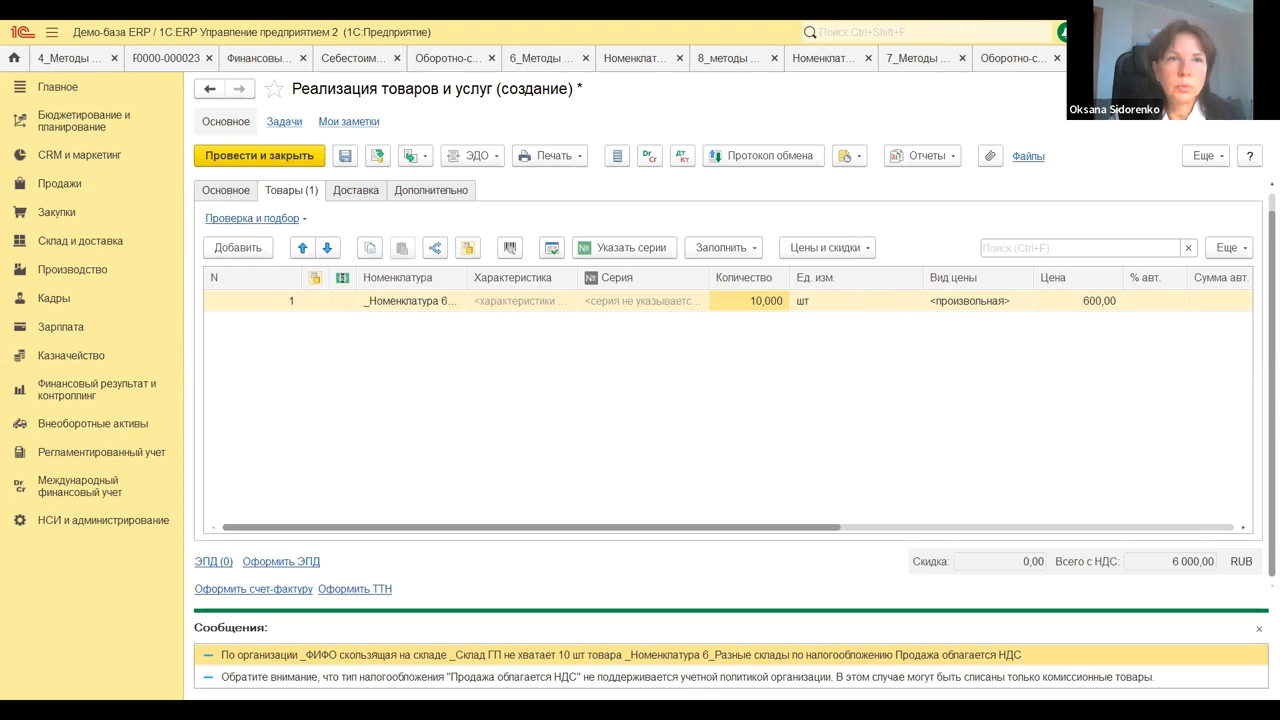 Демо-база ERP / 1С:ERP Управление предприятием 2 (1С:Предприятие)
Поиск Ctrl+Shift+F
4_Методы ...
F0000-000023
Финансовы...
Себестоим...
Оборотно-с...
6_Методы ...
Номенклат...
8_методы ...
Номенклат...
7_Методы ...
Оборотно-с...
Oksana Sidorenko
Главное
Бюджетирование и
планирование
CRM и маркетинг
Продажи
Закупки
Склад и доставка
Производство
Кадры
Зарплата
Казначейство
Финансовый результат и
контроллинг
Внеоборотные активы
Регламентированный учет
Международный
финансовый учет
НСИ и администрирование
Реализация товаров и услуг (создание) *
Основное Задачи Мои заметки
Провести и закрыть ЭДО Печать Dr Cr Дт Кт Протокол обмена Отчеты Файлы Еще ?
Основное Товары (1) Доставка Дополнительно
Проверка и подбор
Добавить № Указать серии Заполнить Цены и скидки Поиск (Ctrl+F) × Еще
N Номенклатура Характеристика № Серия Количество Ед. изм. Вид цены Цена % авт. Сумма авт.
1 _Номенклатура 6... <характеристики ... <серия не указываетс... 10,000 шт <произвольная> 600,00
ЭПД (0) Оформить ЭПД Скидка: 0,00 Всего с НДС: 6 000,00 RUB
Оформить счет-фактуру Оформить ТТН
Сообщения:
По организации _ФИФО скользящая на складе _Склад ГП не хватает 10 шт товара _Номенклатура 6_Разные склады по налогообложению Продажа облагается НДС
Обратите внимание, что тип налогообложения "Продажа облагается НДС" не поддерживается учетной политикой организации. В этом случае могут быть списаны только комиссионные товары.